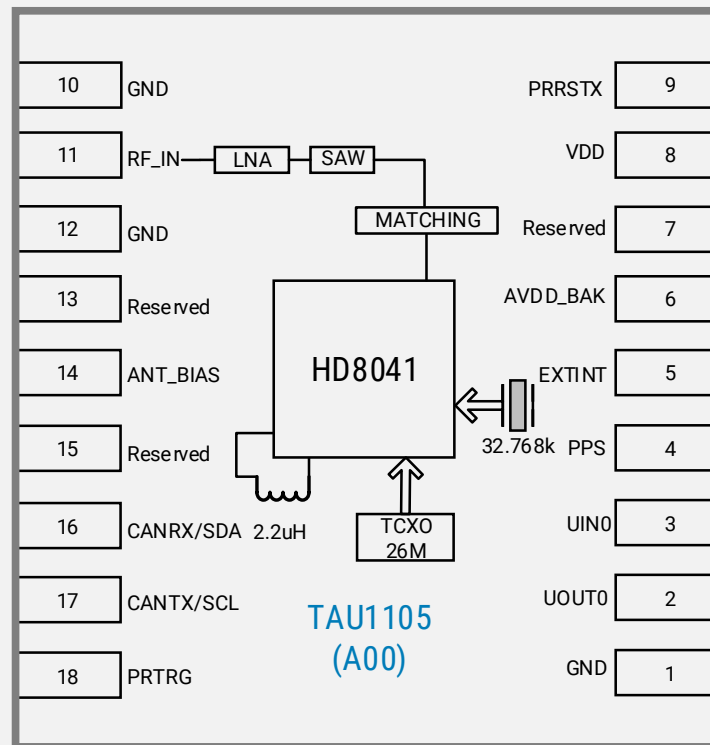 10 GND
PRRSTX 9
11 RF_IN LNA SAW
VDD 8
MATCHING
12 GND
Reserved 7
13 Reserved
AVDD_BAK 6
HD8041
14 ANT_BIAS
EXTINT 5
32.768k
15 Reserved
PPS 4
16 CANRX/SDA 2.2uH
TCXO
26M
UIN0 3
17 CANTX/SCL
UOUT0 2
TAU1105
(A00)
18 PRTRG
GND 1